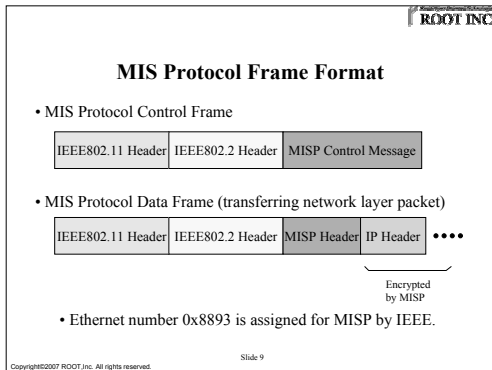 ROOT INC
MIS Protocol Frame Format
• MIS Protocol Control Frame
IEEE802.11 Header IEEE802.2 Header MISP Control Message
• MIS Protocol Data Frame (transferring network layer packet)
IEEE802.11 Header IEEE802.2 Header MISP Header IP Header ••••
Encrypted
by MISP
• Ethernet number 0x8893 is assigned for MISP by IEEE.
Slide 9
Copyright©2007 ROOT,Inc. All rights reserved.